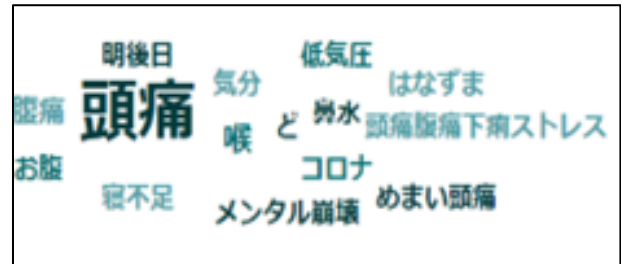 明後日
低気圧
気分
はなずま
腹痛
頭痛
ど
鼻水
頭痛腹痛下痢ストレス
喉
お腹
コロナ
寝不足
メンタル崩壊
めまい頭痛